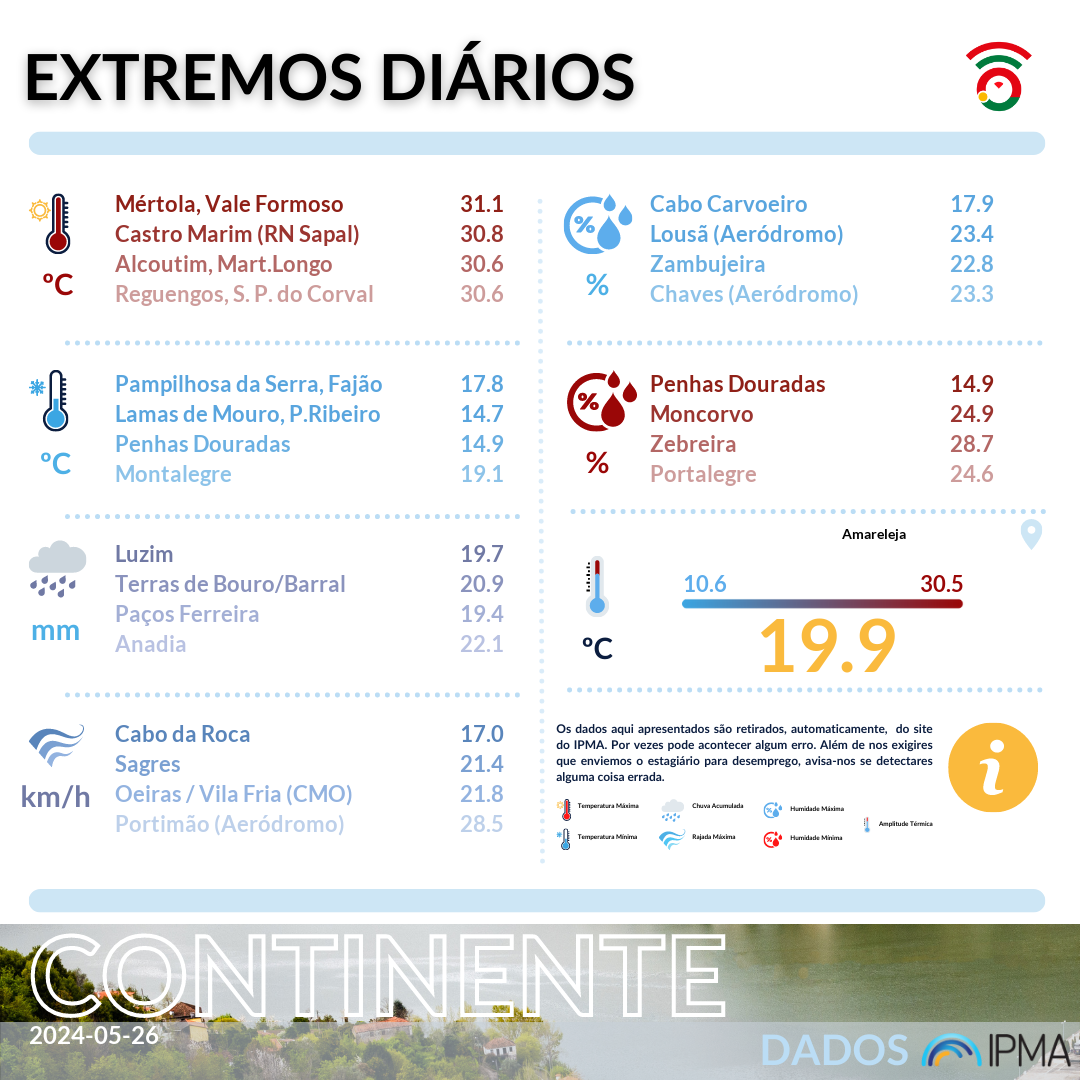 EXTREMOS DIÁRIOS
Mértola, Vale Formoso 31.1
Castro Marim (RN Sapal) 30.8
Alcoutim, Mart.Longo 30.6
Reguengos, S. P. do Corval 30.6
ºC
Pampilhosa da Serra, Fajão 17.8
Lamas de Mouro, P.Ribeiro 14.7
Penhas Douradas 14.9
Montalegre 19.1
ºC
Luzim 19.7
Terras de Bouro/Barral 20.9
Paços Ferreira 19.4
Anadia 22.1
mm
Cabo da Roca 17.0
Sagres 21.4
Oeiras / Vila Fria (CMO) 21.8
Portimão (Aeródromo) 28.5
km/h
%
Cabo Carvoeiro 17.9
Lousã (Aeródromo) 23.4
Zambujeira 22.8
Chaves (Aeródromo) 23.3
%
%
Penhas Douradas 14.9
Moncorvo 24.9
Zebreira 28.7
Portalegre 24.6
%
Amareleja
10.6 30.5
19.9
ºC
Os dados aqui apresentados são retirados, automaticamente, do site
do IPMA. Por vezes pode acontecer algum erro. Além de nos exigires
que enviemos o estagiário para desemprego, avisa-nos se detectares
alguma coisa errada.
i
Temperatura Máxima Chuva Acumulada Humidade Máxima
Amplitude Térmica
Temperatura Mínima Rajada Máxima Humidade Mínima
CONTINENTE
2024-05-26
DADOS IPMA